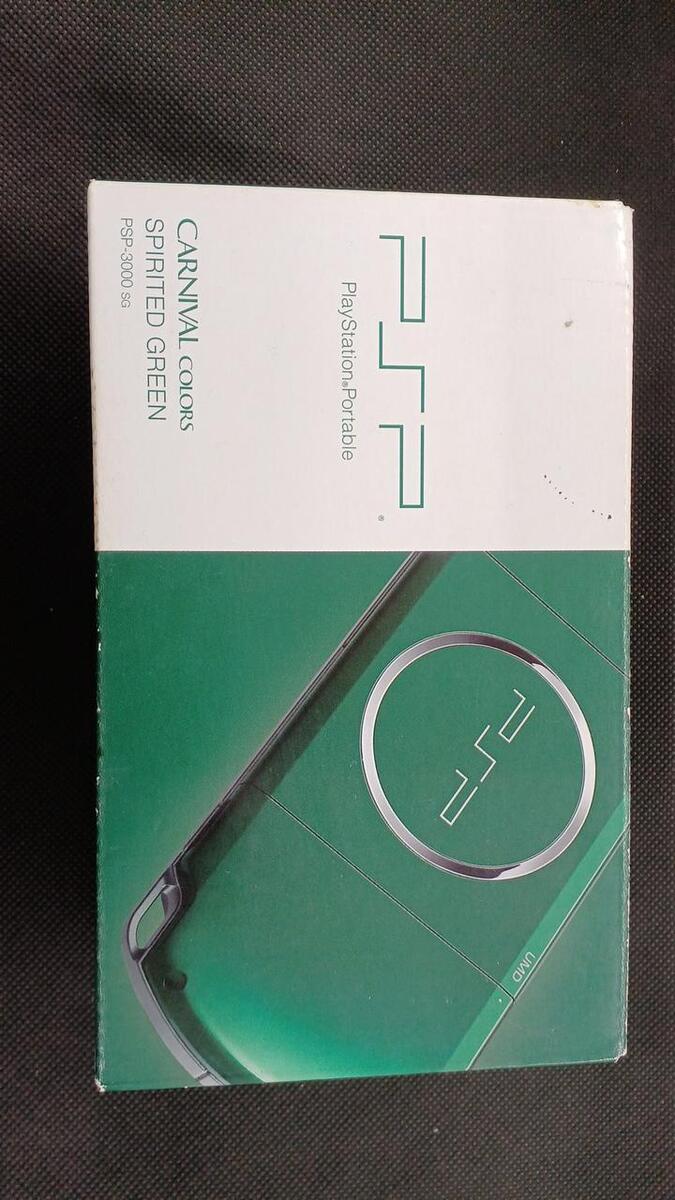 PSP®
PlayStation®Portable
CARNIVAL COLORS
SPIRITED GREEN
PSP-3000 SG
PSP
UMD